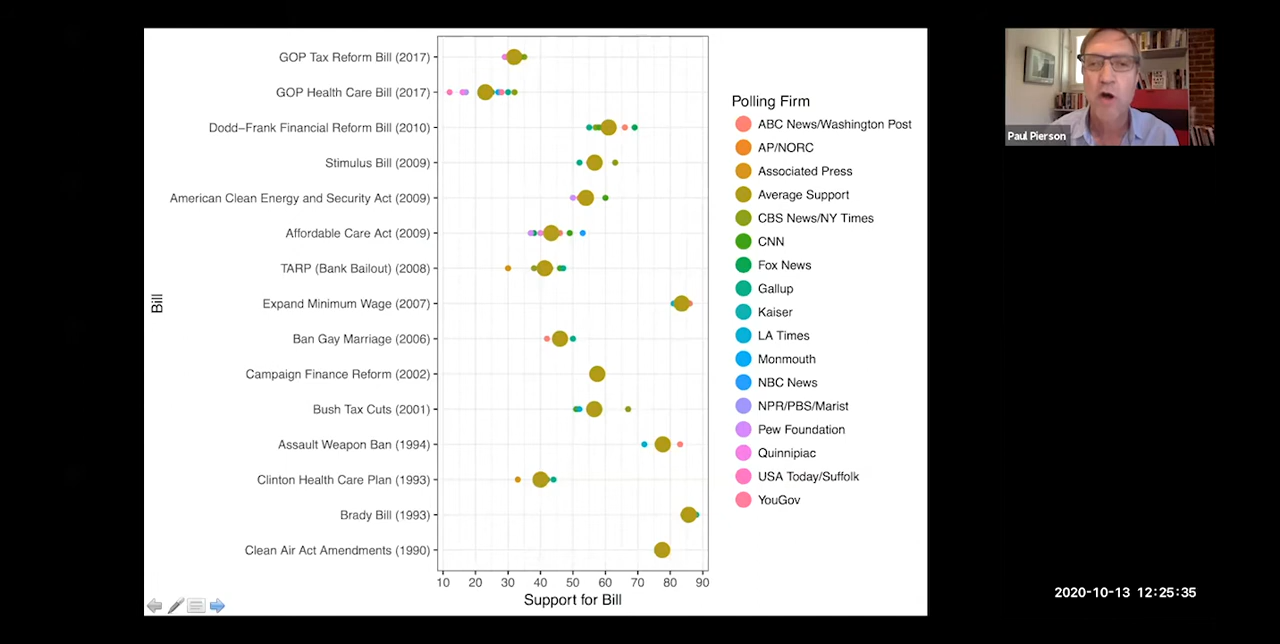 GOP Tax Reform Bill (2017)
GOP Health Care Bill (2017)
Dodd–Frank Financial Reform Bill (2010)
Stimulus Bill (2009)
American Clean Energy and Security Act (2009)
Affordable Care Act (2009)
TARP (Bank Bailout) (2008)
Expand Minimum Wage (2007)
Ban Gay Marriage (2006)
Campaign Finance Reform (2002)
Bush Tax Cuts (2001)
Assault Weapon Ban (1994)
Clinton Health Care Plan (1993)
Brady Bill (1993)
Clean Air Act Amendments (1990)
Bill
10 20 30 40 50 60 70 80 90
Support for Bill
Polling Firm
ABC News/Washington Post
AP/NORC
Associated Press
Average Support
CBS News/NY Times
CNN
Fox News
Gallup
Kaiser
LA Times
Monmouth
NBC News
NPR/PBS/Marist
Pew Foundation
Quinnipiac
USA Today/Suffolk
YouGov
Paul Pierson
2020-10-13 12:25:35